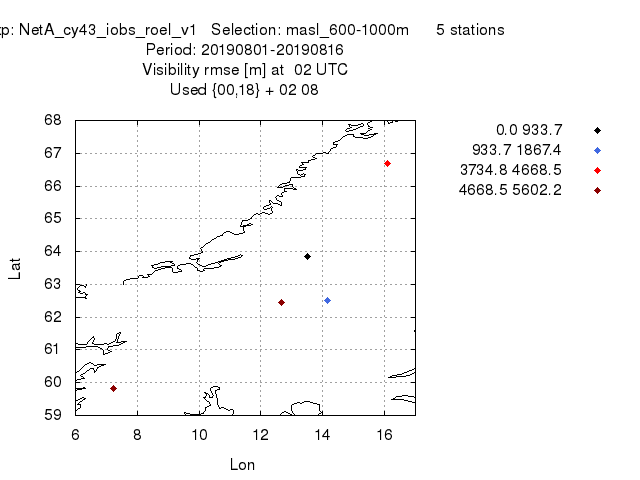 xp: NetA_cy43_iobs_roel_v1 Selection: masl_600-1000m 5 stations
Period: 20190801-20190816
Visibility rmse [m] at 02 UTC
Used {00,18} + 02 08
0.0 933.7
933.7 1867.4
3734.8 4668.5
4668.5 5602.2
68
67
66
65
64
63
62
61
60
59
Lat
6 8 10 12 14 16
Lon